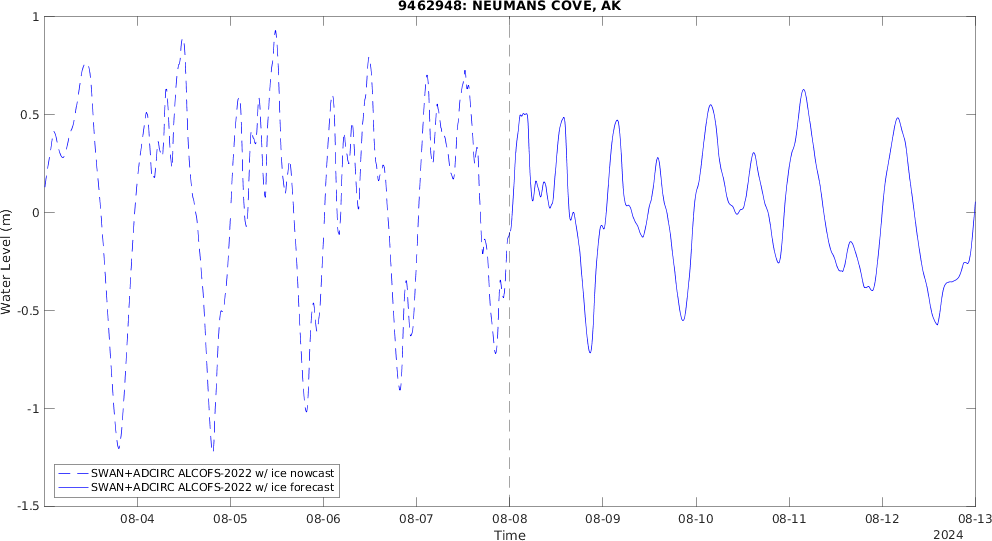 9462948: NEUMANS COVE, AK
Water Level (m)
1
0.5
0
-0.5
-1
-1.5
SWAN+ADCIRC ALCOFS-2022 w/ ice nowcast
SWAN+ADCIRC ALCOFS-2022 w/ ice forecast
08-04 08-05 08-06 08-07 08-08 08-09 08-10 08-11 08-12 08-13
Time
2024